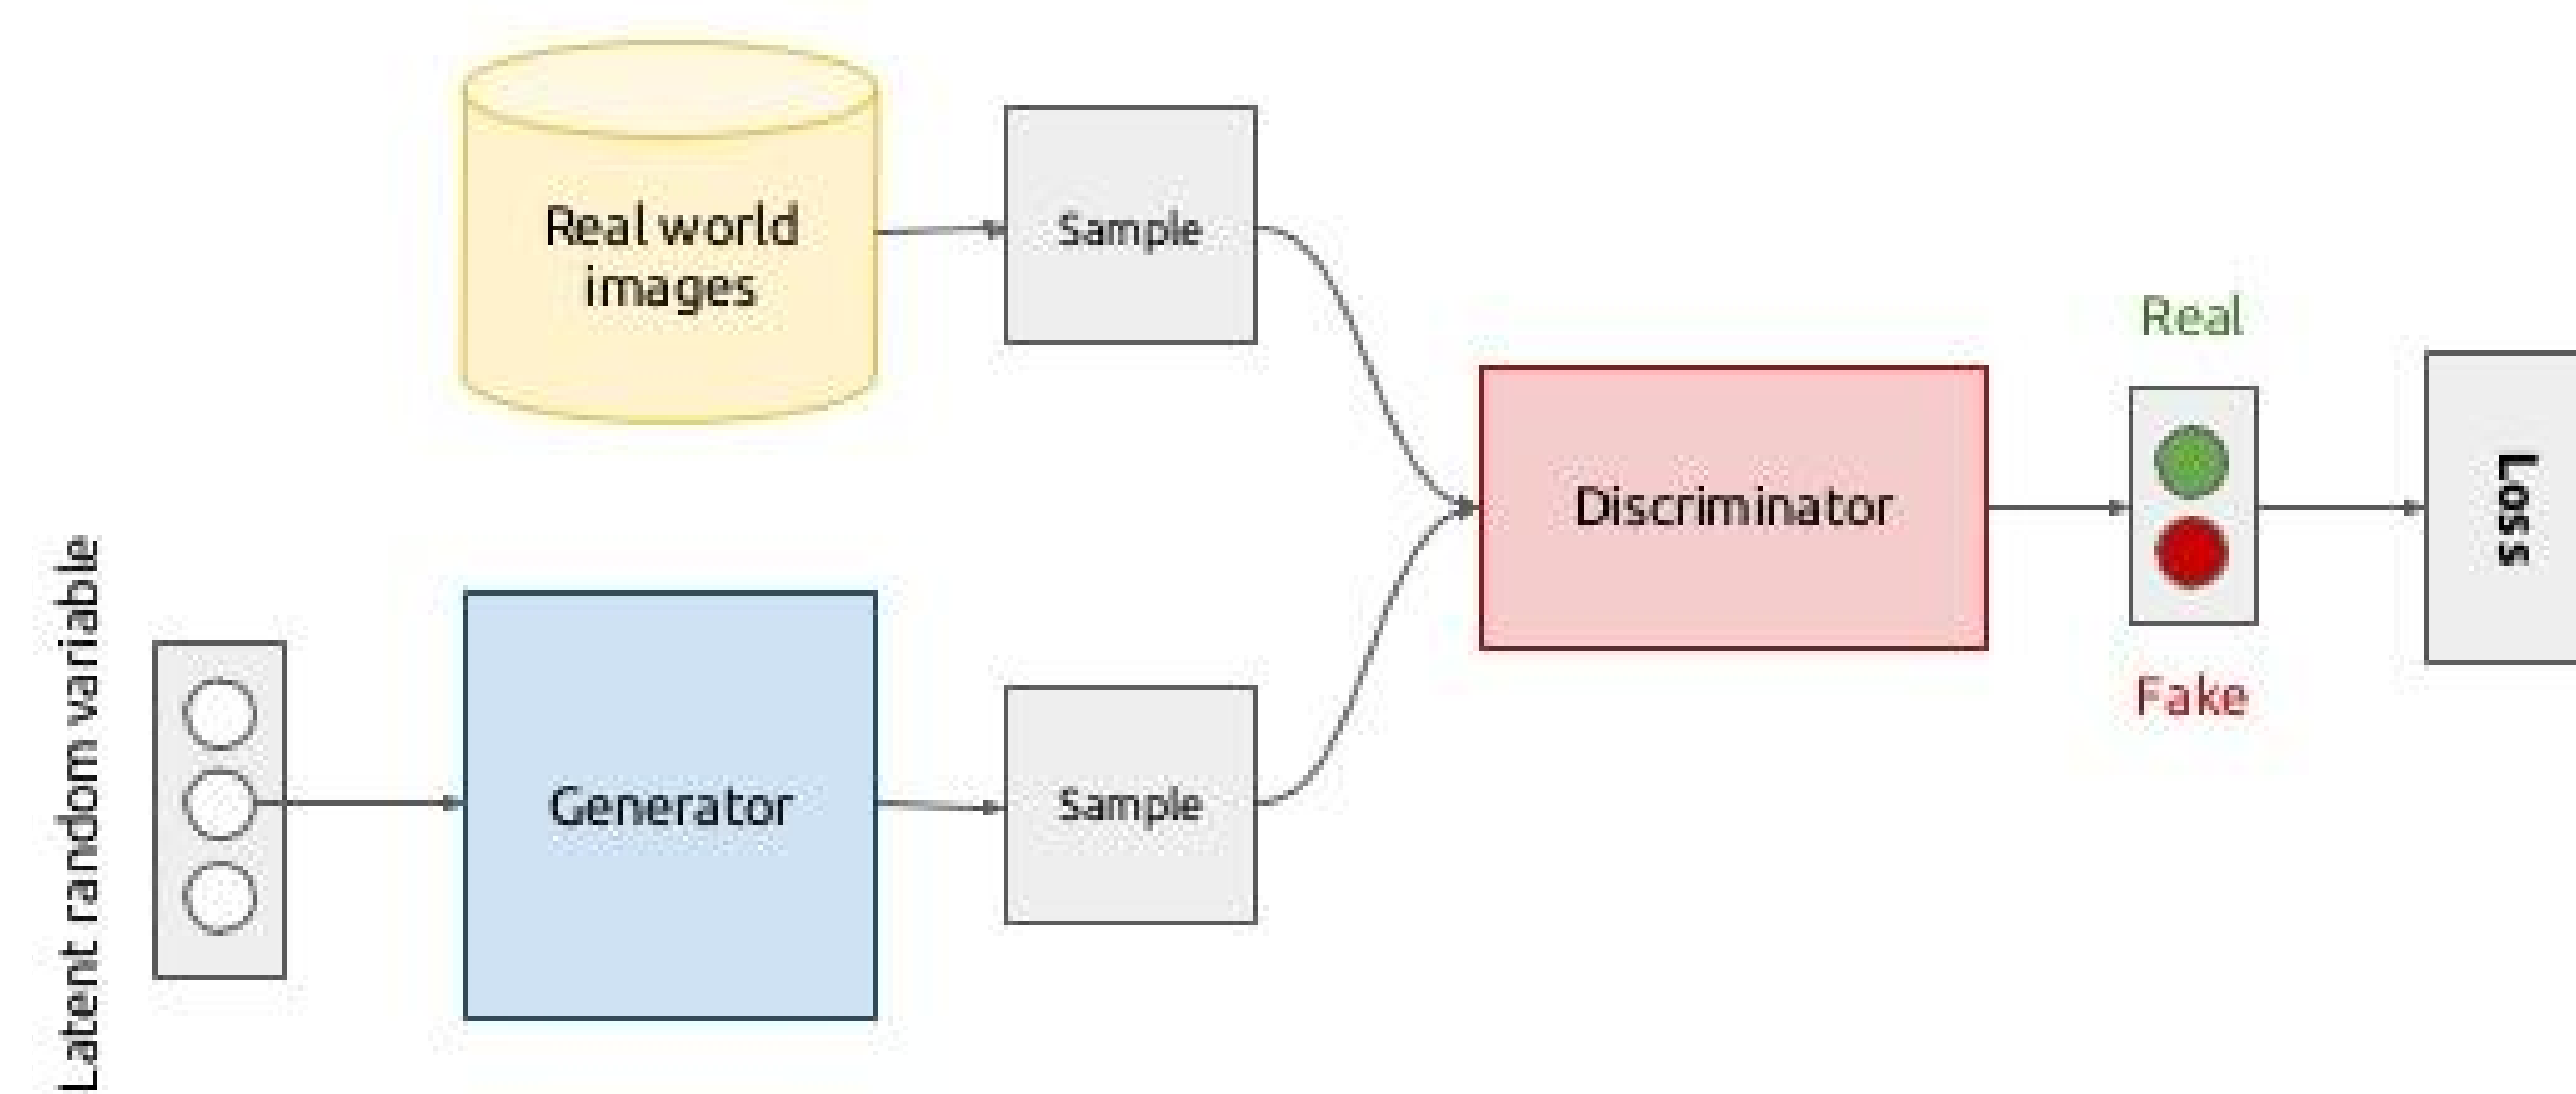 Real world
images
Sample
Real
Discriminator
Loss
Fake
Latent random variable
Generator
Sample